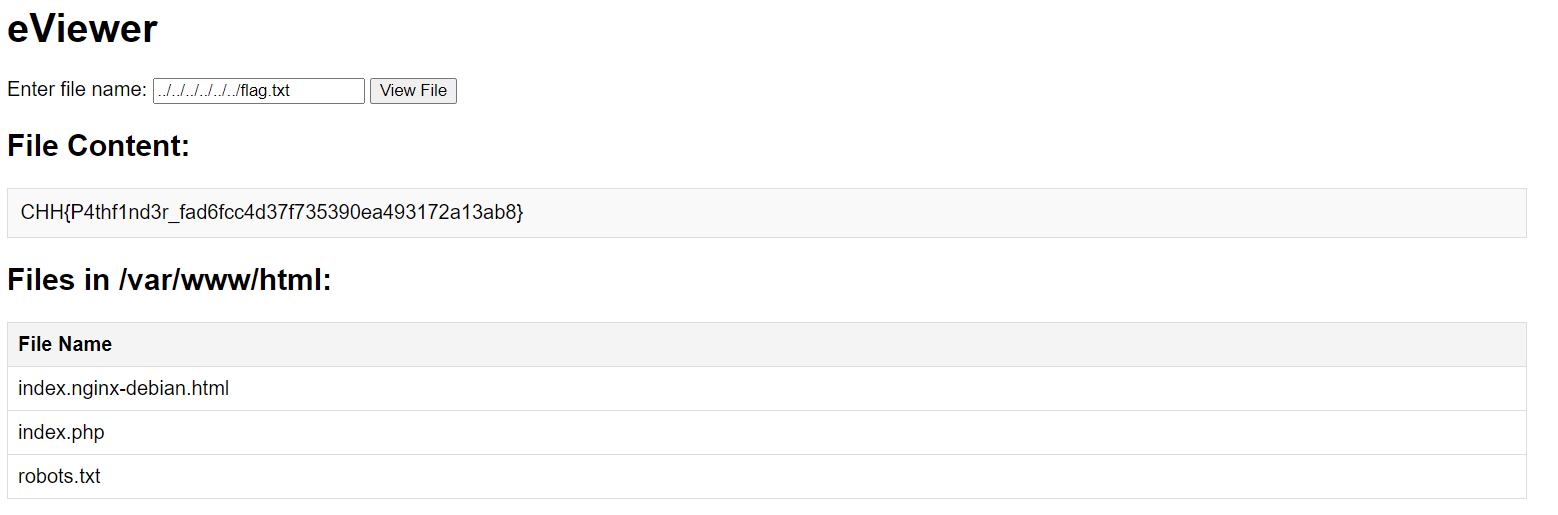 eViewer
Enter file name: ../../../../../../flag.txt View File
File Content:
CHH{P4thf1nd3r_fad6fcc4d37f735390ea493172a13ab8}
Files in /var/www/html:
File Name
index.nginx-debian.html
index.php
robots.txt